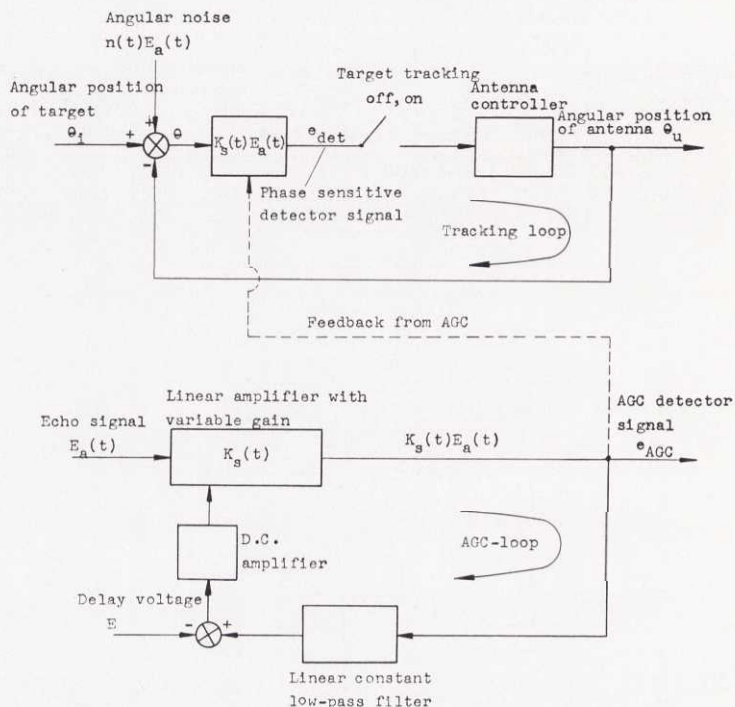 Angular noise
n(t)E_a(t)
Angular position
of target
θ_i
+
+
-
θ
K_s(t)E_a(t)
e_det
Phase sensitive
detector signal
Target tracking
off, on
Antenna
controller
Angular position
of antenna θ_u
Tracking loop
Feedback from AGC
Linear amplifier with
variable gain
Echo signal
E_a(t)
K_s(t)
K_s(t)E_a(t)
AGC detector
signal
e_AGC
D.C.
amplifier
AGC-loop
Delay voltage
E
-
+
Linear constant
low-pass filter